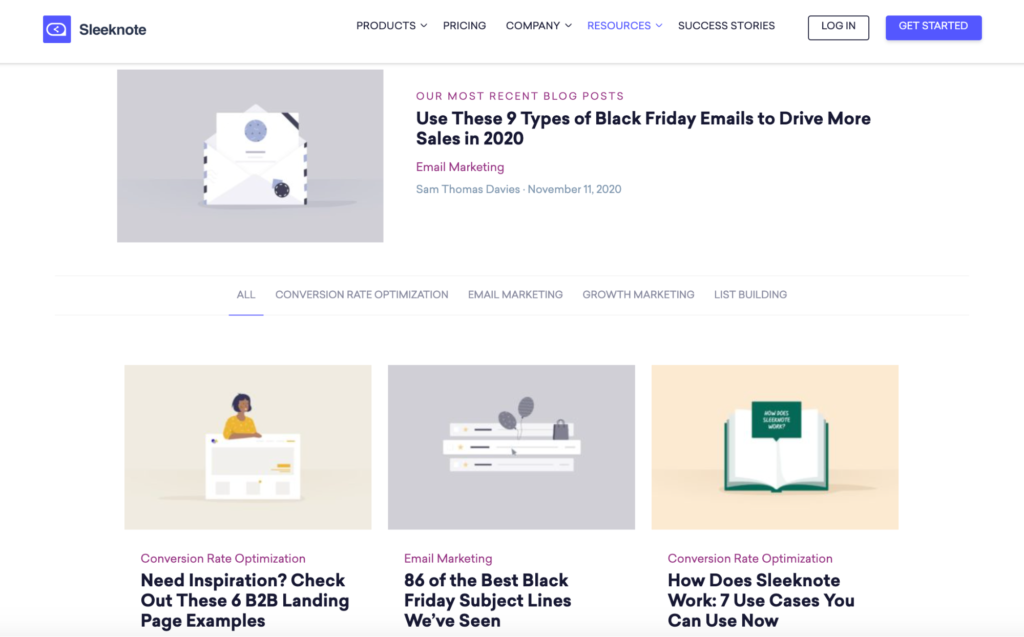 Sleeknote
PRODUCTS
PRICING
COMPANY
RESOURCES
SUCCESS STORIES
LOG IN
GET STARTED
OUR MOST RECENT BLOG POSTS
Use These 9 Types of Black Friday Emails to Drive More
Sales in 2020
Email Marketing
Sam Thomas Davies · November 11, 2020
ALL
CONVERSION RATE OPTIMIZATION
EMAIL MARKETING
GROWTH MARKETING
LIST BUILDING
HOW DOES
SLEEKNOTE
WORK?
Conversion Rate Optimization
Need Inspiration? Check
Out These 6 B2B Landing
Page Examples
Email Marketing
86 of the Best Black
Friday Subject Lines
We've Seen
Conversion Rate Optimization
How Does Sleeknote
Work: 7 Use Cases You
Can Use Now